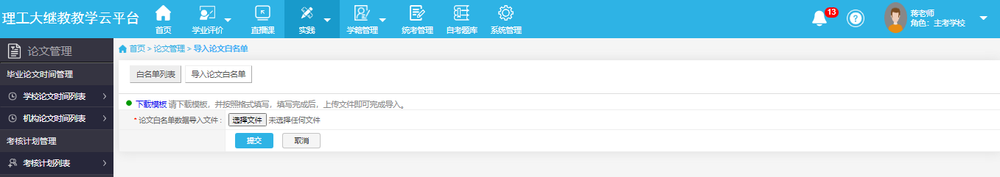 理工大继教教学云平台
首页
学业评价
直播课
实践
学籍管理
统考管理
自考题库
系统管理
13
蒋老师
角色：主考学校
论文管理
首页 > 论文管理 > 导入论文白名单
毕业论文时间管理
白名单列表
导入论文白名单
学校论文时间列表
下载模板 请下载模板，并按照格式填写，填写完成后，上传文件即可完成导入。
机构论文时间列表
* 论文白名单数据导入文件： 选择文件 未选择任何文件
考核计划管理
提交
取消
考核计划列表